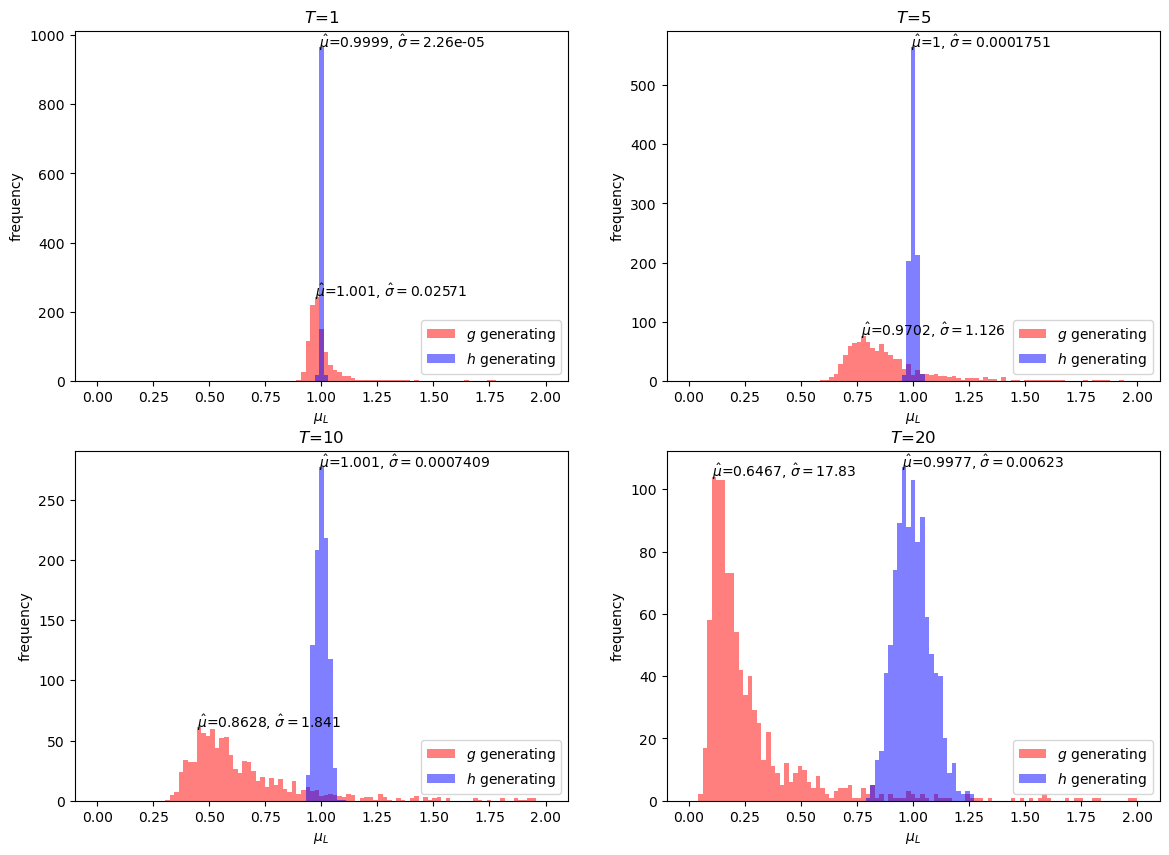 T=1
1000
800
600
400
200
0
frequency
μ̂=0.9999, σ̂ = 2.26e-05
μ̂=1.001, σ̂ = 0.02571
g generating
h generating
0.00 0.25 0.50 0.75 1.00 1.25 1.50 1.75 2.00
μ_L
T=5
500
400
300
200
100
0
frequency
μ̂=1, σ̂ = 0.0001751
μ̂=0.9702, σ̂ = 1.126
g generating
h generating
0.00 0.25 0.50 0.75 1.00 1.25 1.50 1.75 2.00
μ_L
T=10
250
200
150
100
50
0
frequency
μ̂=1.001, σ̂ = 0.0007409
μ̂=0.8628, σ̂ = 1.841
g generating
h generating
0.00 0.25 0.50 0.75 1.00 1.25 1.50 1.75 2.00
μ_L
T=20
100
80
60
40
20
0
frequency
μ̂=0.6467, σ̂ = 17.83
μ̂=0.9977, σ̂ = 0.00623
g generating
h generating
0.00 0.25 0.50 0.75 1.00 1.25 1.50 1.75 2.00
μ_L